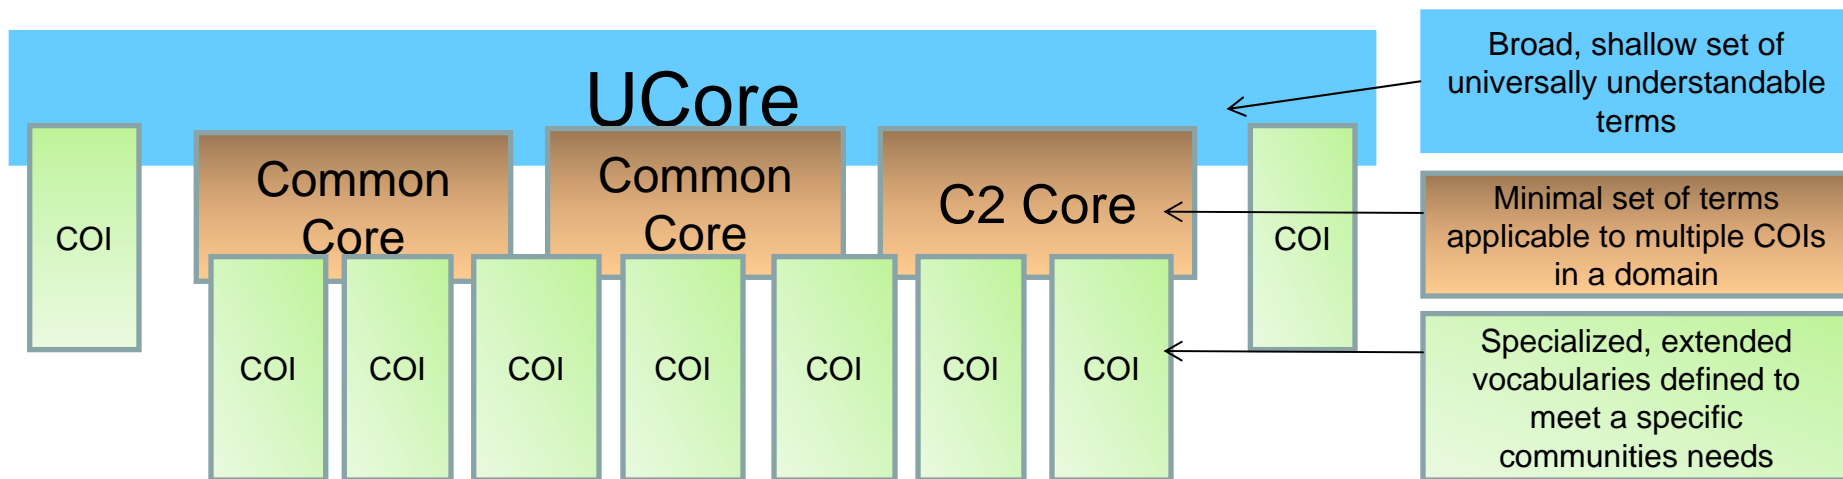 UCore
Common
Core
Common
Core
C2 Core
COI
COI
COI
COI
COI
COI
COI
COI
COI
Broad, shallow set of
universally understandable
terms
Minimal set of terms
applicable to multiple COIs
in a domain
Specialized, extended
vocabularies defined to
meet a specific
communities needs